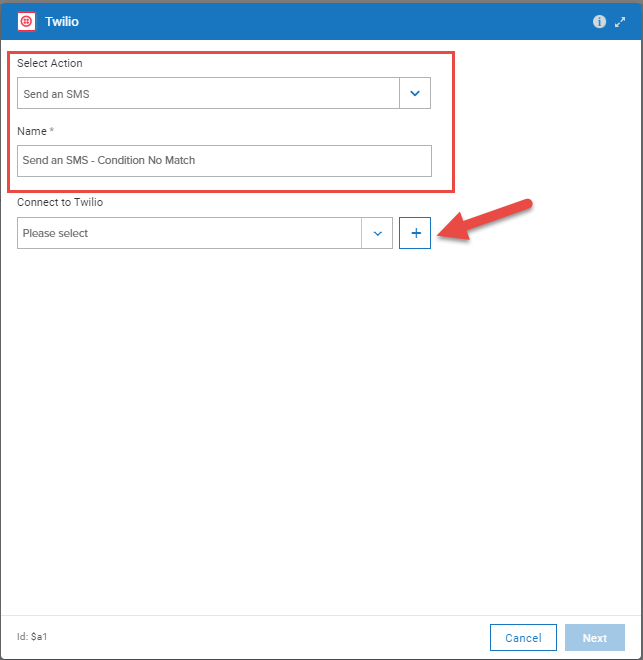 Twilio
Select Action
Send an SMS
Name *
Send an SMS - Condition No Match
Connect to Twilio
Please select
+
Id: $a1
Cancel
Next